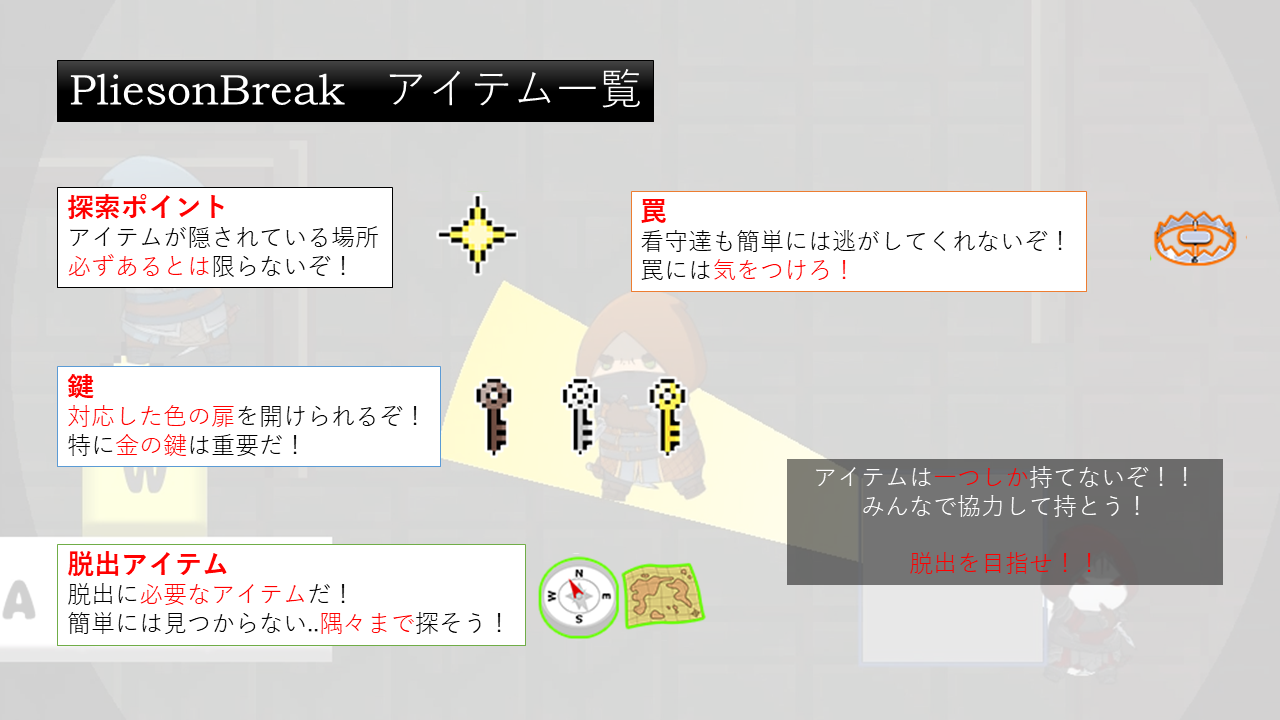 PliesonBreak　アイテム一覧
探索ポイント
アイテムが隠されている場所
必ずあるとは限らないぞ！
罠
看守達も簡単には逃がしてくれないぞ！
罠には気をつけろ！
鍵
対応した色の扉を開けられるぞ！
特に金の鍵は重要だ！
W
アイテムは一つしか持てないぞ！！
みんなで協力して持とう！
脱出を目指せ！！
脱出アイテム
脱出に必要なアイテムだ！
簡単には見つからない..隅々まで探そう！
N
W
E
S
A